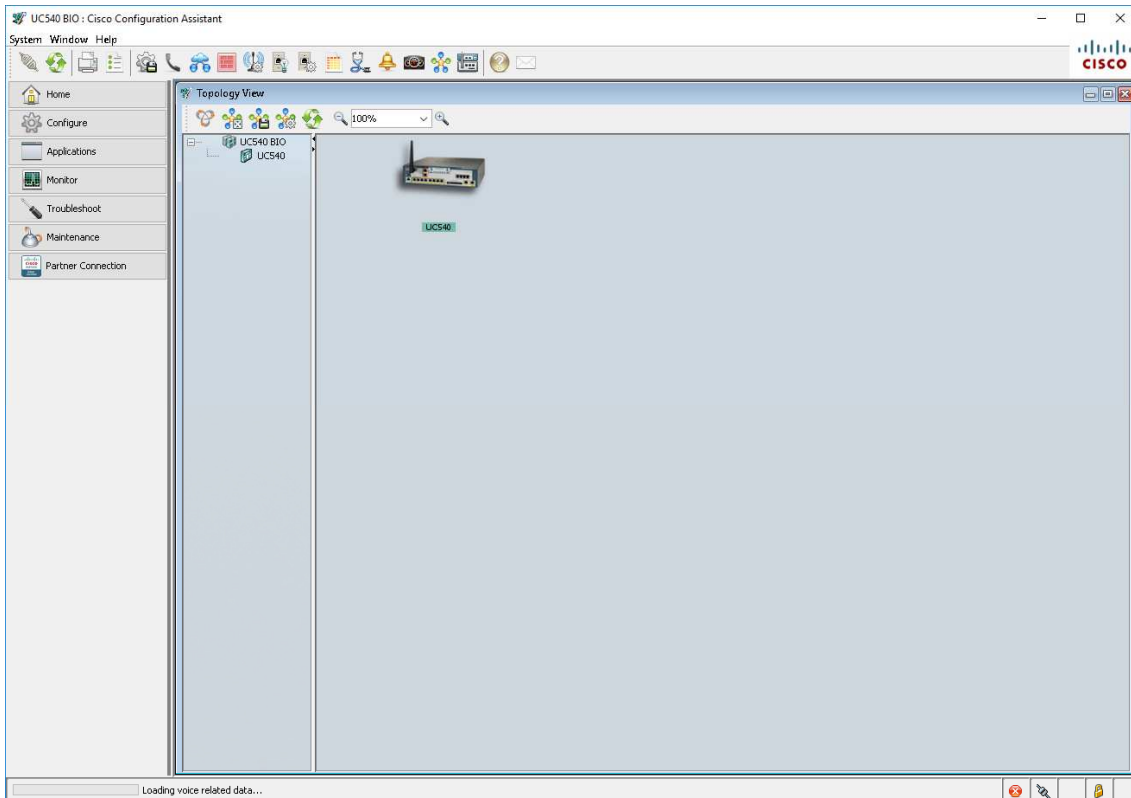 UC540 BIO : Cisco Configuration Assistant
System Window Help
CISCO
Home
Configure
Applications
Monitor
Troubleshoot
Maintenance
Partner Connection
Topology View
100%
UC540 BIO
UC540
UC540
Loading voice related data...